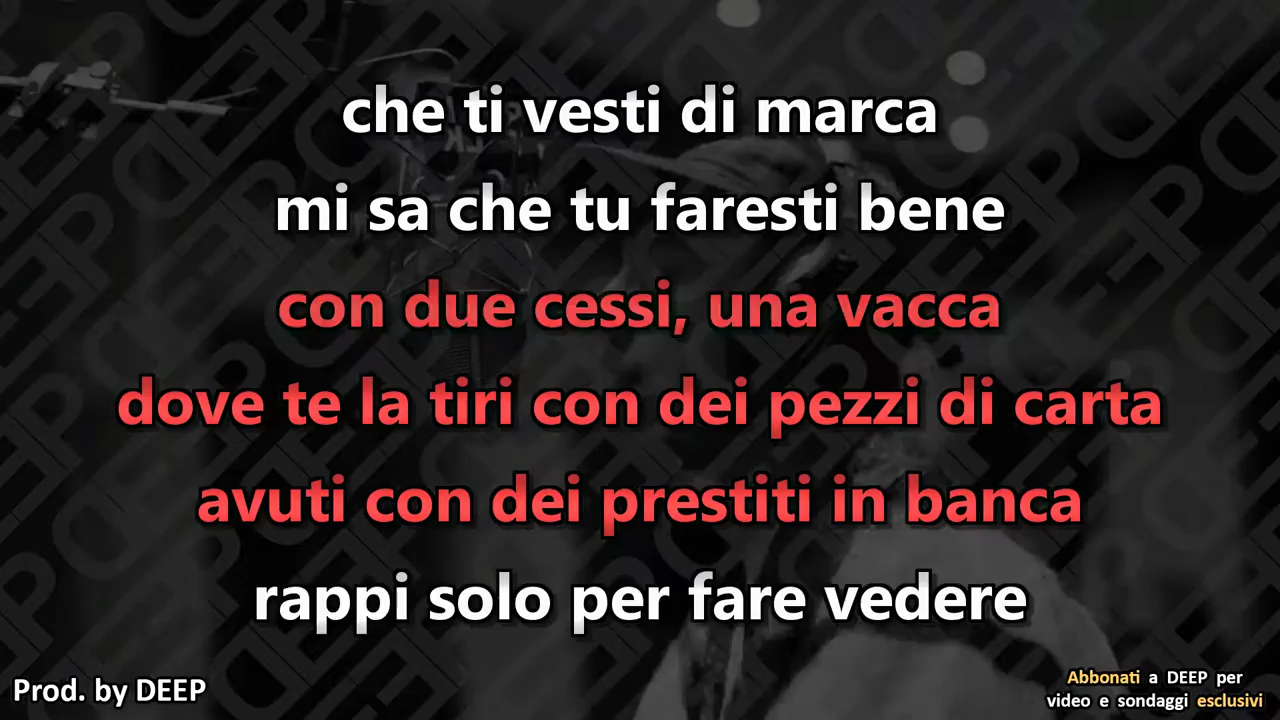 che ti vesti di marca
mi sa che tu faresti bene
con due cessi, una vacca
dove te la tiri con dei pezzi di carta
avuti con dei prestiti in banca
rappi solo per fare vedere
Prod. by DEEP
Abbonati a DEEP per
video e sondaggi esclusivi